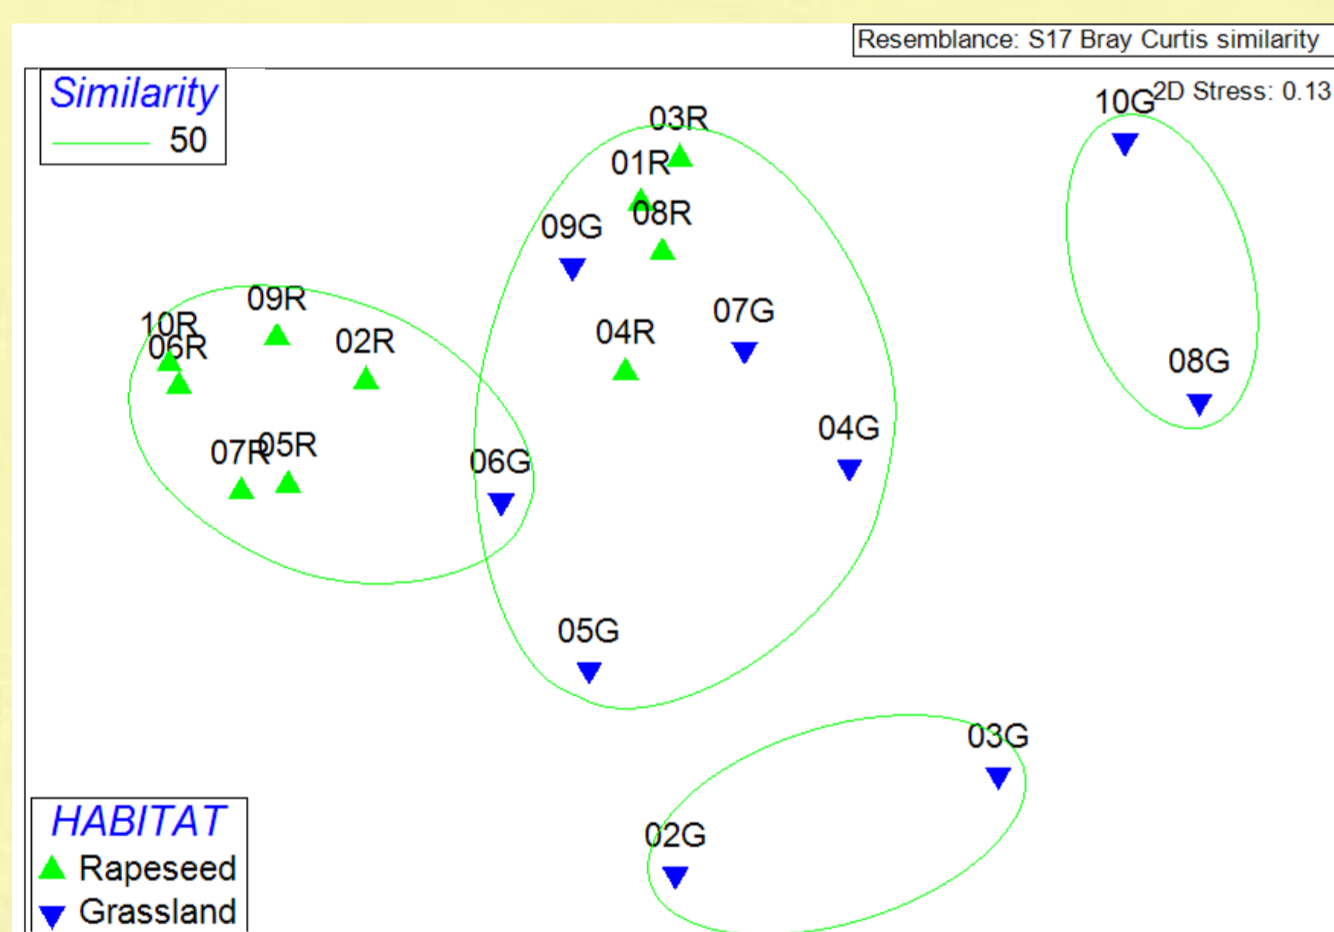 Resemblance: S17 Bray Curtis similarity
Similarity
50
2D Stress: 0.13
10G
03R
01R
08R
09G
09R
07G
10R
04R
02R
06R
08G
04G
07R
05R
06G
05G
03G
02G
HABITAT
Rapeseed
Grassland